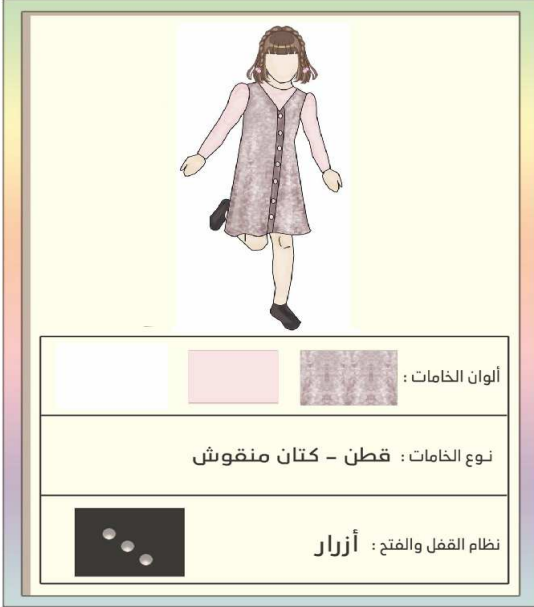 ألوان الخامات :
نوع الخامات : قطن – كتان منقوش
نظام القفل والفتح : أزرار